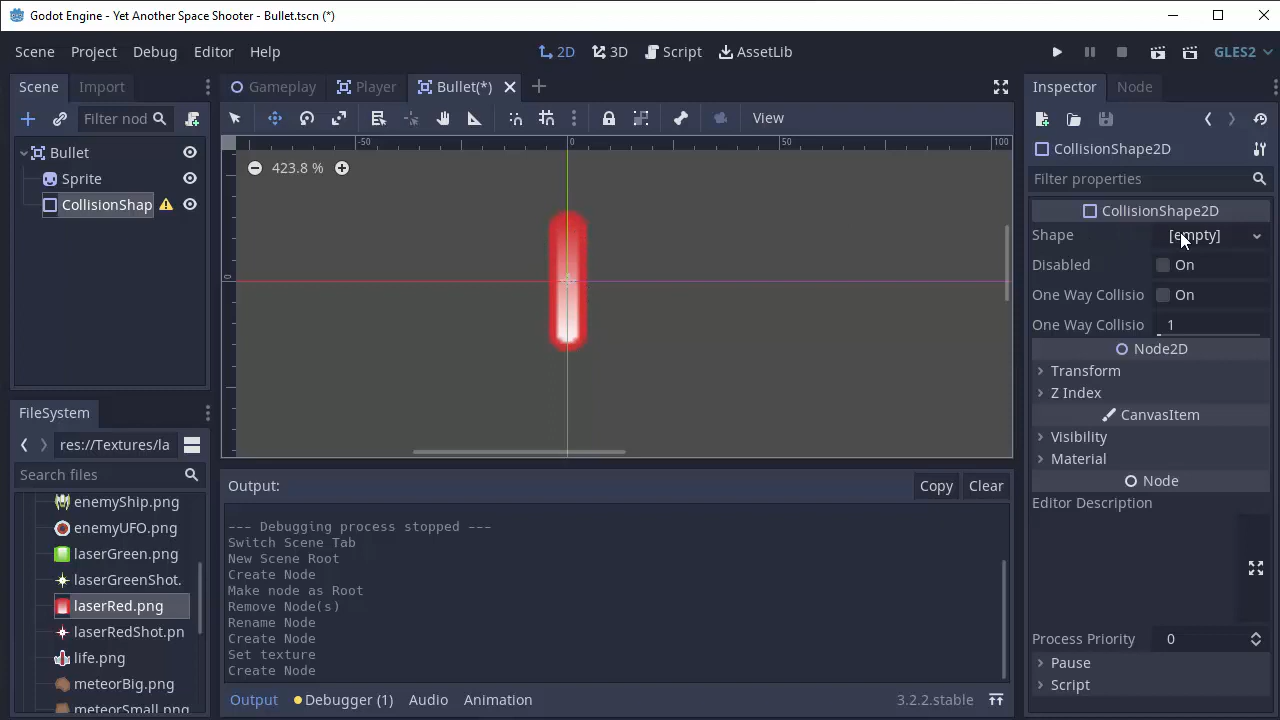 Godot Engine - Yet Another Space Shooter - Bullet.tscn (*)
Scene Project Debug Editor Help
2D 3D Script AssetLib
GLES2
Scene Import
Filter nod
Bullet
Sprite
CollisionShap
FileSystem
res://Textures/la
Search files
enemyShip.png
enemyUFO.png
laserGreen.png
laserGreenShot.
laserRed.png
laserRedShot.pn
life.png
meteorBig.png
meteorSmall.png
Gameplay Player Bullet(*)
View
-50 0 50 100
0
423.8 %
Output:
Copy Clear
--- Debugging process stopped ---
Switch Scene Tab
New Scene Root
Create Node
Make node as Root
Remove Node(s)
Rename Node
Create Node
Set texture
Create Node
Output Debugger (1) Audio Animation
3.2.2.stable
Inspector Node
CollisionShape2D
Filter properties
CollisionShape2D
Shape [empty]
Disabled On
One Way Collisio On
One Way Collisio 1
Node2D
Transform
Z Index
CanvasItem
Visibility
Material
Node
Editor Description
Process Priority 0
Pause
Script